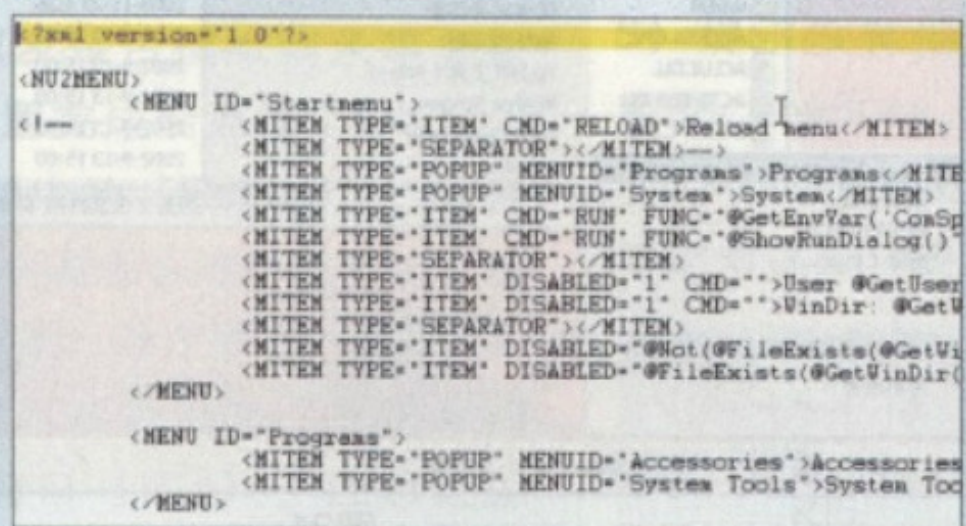 <?xml version="1.0"?>
<NU2MENU>
<MENU ID="Startmenu">
<!-- <MITEM TYPE="ITEM" CMD="RELOAD">Reload menu</MITEM>
<MITEM TYPE="SEPARATOR"></MITEM>-->
<MITEM TYPE="POPUP" MENUID="Programs">Programs</MITE
<MITEM TYPE="POPUP" MENUID="System">System</MITEM>
<MITEM TYPE="ITEM" CMD="RUN" FUNC="@GetEnvVar('ComSp
<MITEM TYPE="ITEM" CMD="RUN" FUNC="@ShowRunDialog()"
<MITEM TYPE="SEPARATOR"></MITEM>
<MITEM TYPE="ITEM" DISABLED="1" CMD="">User @GetUser
<MITEM TYPE="ITEM" DISABLED="1" CMD="">WinDir: @GetW
<MITEM TYPE="SEPARATOR"></MITEM>
<MITEM TYPE="ITEM" DISABLED="@Not(@FileExists(@GetWi
<MITEM TYPE="ITEM" DISABLED="@FileExists(@GetWinDir(
</MENU>
<MENU ID="Programs">
<MITEM TYPE="POPUP" MENUID="Accessories">Accessories
<MITEM TYPE="POPUP" MENUID="System Tools">System Too
</MENU>